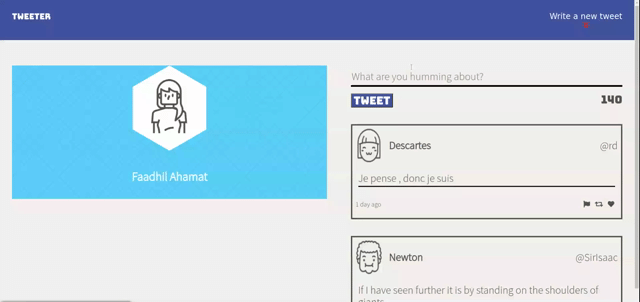 TWEETER
Write a new tweet
Faadhil Ahamat
What are you humming about?
TWEET
140
Descartes
@rd
Je pense , donc je suis
1 day ago
Newton
@SirIsaac
If I have seen further it is by standing on the shoulders of
giants